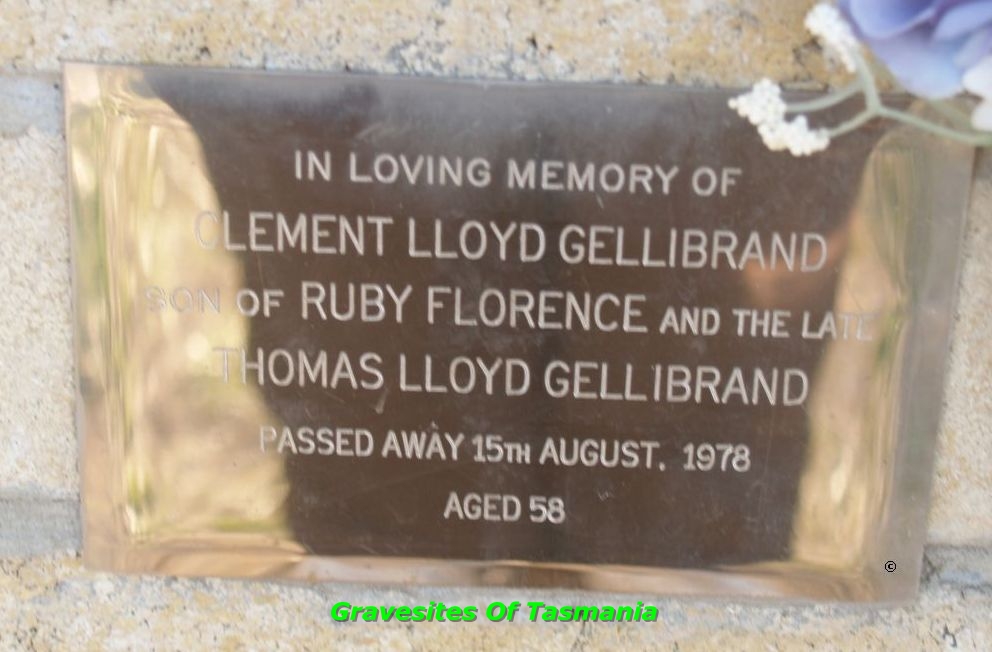 IN LOVING MEMORY OF
CLEMENT LLOYD GELLIBRAND
SON OF RUBY FLORENCE AND THE LATE
THOMAS LLOYD GELLIBRAND
PASSED AWAY 15TH AUGUST, 1978
AGED 58
©
Gravesites Of Tasmania